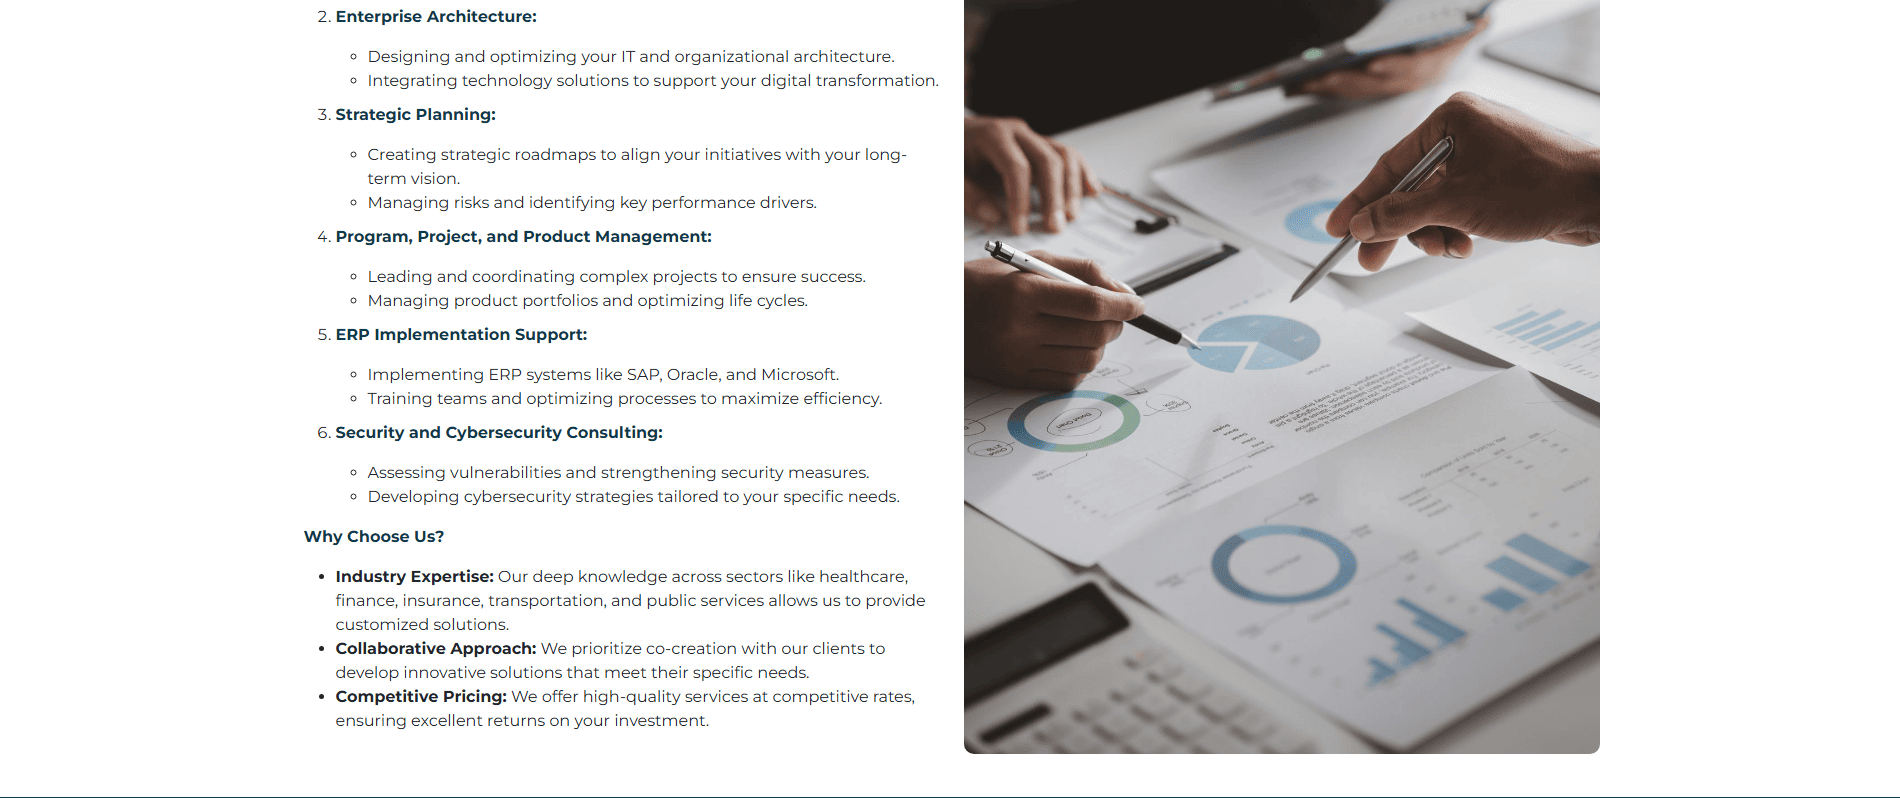 2. Enterprise Architecture:
◦ Designing and optimizing your IT and organizational architecture.
◦ Integrating technology solutions to support your digital transformation.
3. Strategic Planning:
◦ Creating strategic roadmaps to align your initiatives with your long-
term vision.
◦ Managing risks and identifying key performance drivers.
4. Program, Project, and Product Management:
◦ Leading and coordinating complex projects to ensure success.
◦ Managing product portfolios and optimizing life cycles.
5. ERP Implementation Support:
◦ Implementing ERP systems like SAP, Oracle, and Microsoft.
◦ Training teams and optimizing processes to maximize efficiency.
6. Security and Cybersecurity Consulting:
◦ Assessing vulnerabilities and strengthening security measures.
◦ Developing cybersecurity strategies tailored to your specific needs.
Why Choose Us?
• Industry Expertise: Our deep knowledge across sectors like healthcare,
finance, insurance, transportation, and public services allows us to provide
customized solutions.
• Collaborative Approach: We prioritize co-creation with our clients to
develop innovative solutions that meet their specific needs.
• Competitive Pricing: We offer high-quality services at competitive rates,
ensuring excellent returns on your investment.